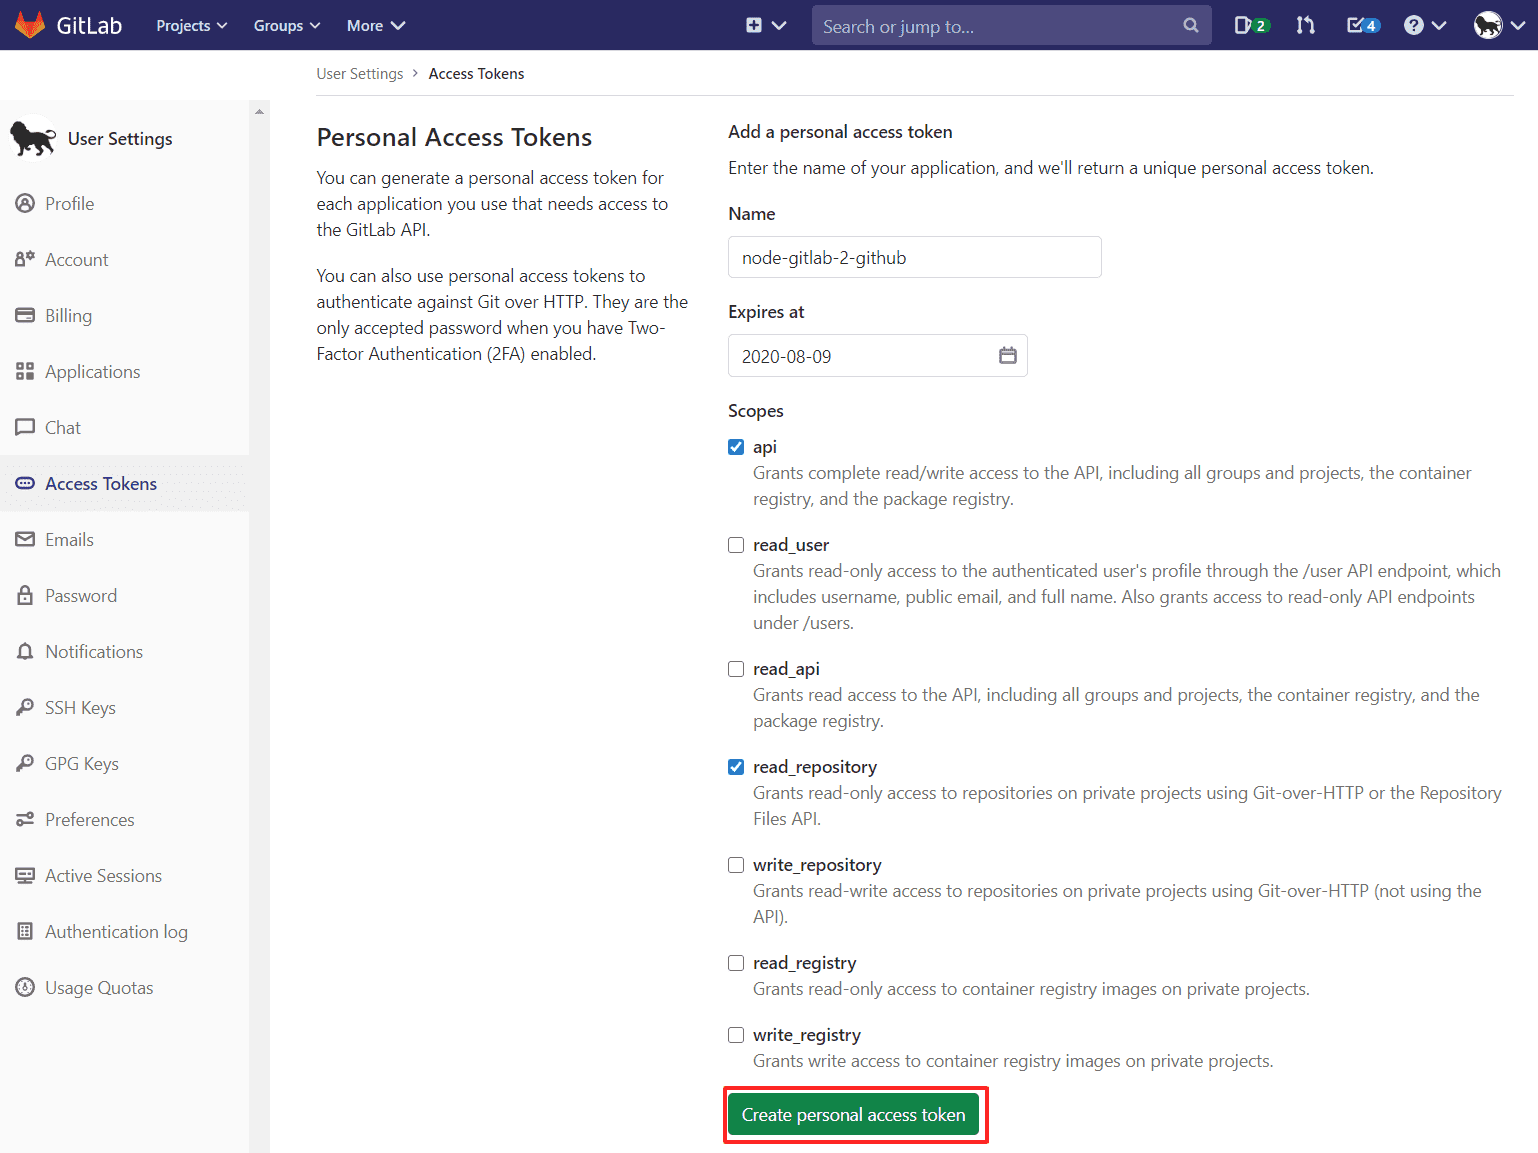 GitLab
Projects
Groups
More
Search or jump to...
2
4
User Settings > Access Tokens
User Settings
Profile
Account
Billing
Applications
Chat
Access Tokens
Emails
Password
Notifications
SSH Keys
GPG Keys
Preferences
Active Sessions
Authentication log
Usage Quotas
Personal Access Tokens
You can generate a personal access token for
each application you use that needs access to
the GitLab API.
You can also use personal access tokens to
authenticate against Git over HTTP. They are the
only accepted password when you have Two-
Factor Authentication (2FA) enabled.
Add a personal access token
Enter the name of your application, and we'll return a unique personal access token.
Name
node-gitlab-2-github
Expires at
2020-08-09
Scopes
api
Grants complete read/write access to the API, including all groups and projects, the container
registry, and the package registry.
read_user
Grants read-only access to the authenticated user's profile through the /user API endpoint, which
includes username, public email, and full name. Also grants access to read-only API endpoints
under /users.
read_api
Grants read access to the API, including all groups and projects, the container registry, and the
package registry.
read_repository
Grants read-only access to repositories on private projects using Git-over-HTTP or the Repository
Files API.
write_repository
Grants read-write access to repositories on private projects using Git-over-HTTP (not using the
API).
read_registry
Grants read-only access to container registry images on private projects.
write_registry
Grants write access to container registry images on private projects.
Create personal access token